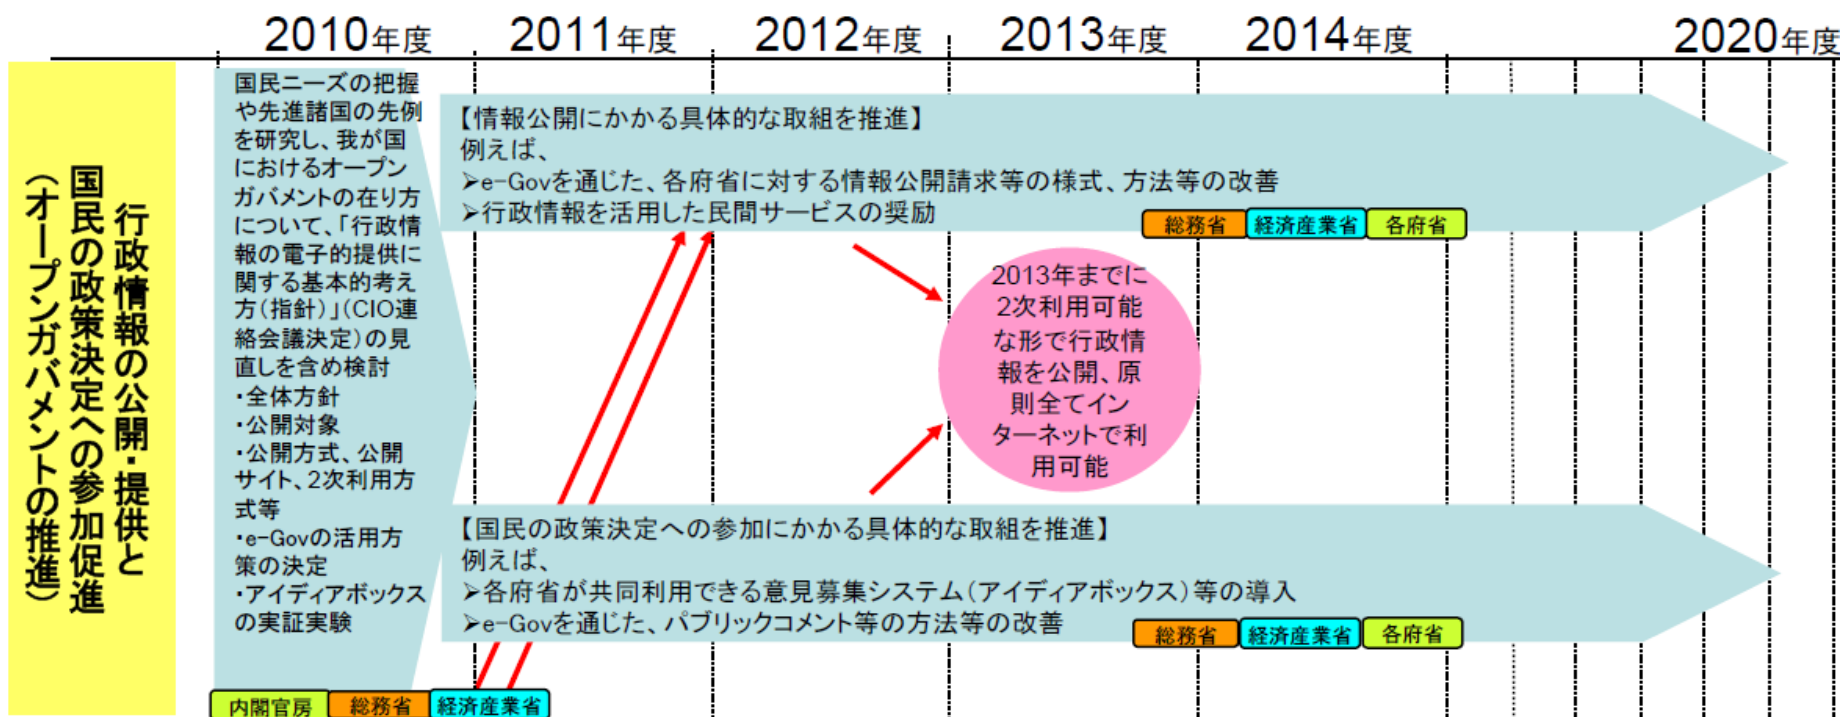 2010年度 2011年度 2012年度 2013年度 2014年度 2020年度
行政情報の公開・提供と
国民の政策決定への参加促進
（オープンガバメントの推進）
国民ニーズの把握
や先進諸国の先例
を研究し、我が国
におけるオープン
ガバメントの在り方
について、「行政情
報の電子的提供に
関する基本的考え
方（指針）」（CIO連
絡会議決定）の見
直しを含め検討
・全体方針
・公開対象
・公開方式、公開
サイト、2次利用方
式等
・e-Govの活用方
策の決定
・アイディアボックス
の実証実験
内閣官房 総務省 経済産業省
【情報公開にかかる具体的な取組を推進】
例えば、
➢e-Govを通じた、各府省に対する情報公開請求等の様式、方法等の改善
➢行政情報を活用した民間サービスの奨励
総務省 経済産業省 各府省
2013年までに
2次利用可能
な形で行政情
報を公開、原
則全てイン
ターネットで利
用可能
【国民の政策決定への参加にかかる具体的な取組を推進】
例えば、
➢各府省が共同利用できる意見募集システム（アイディアボックス）等の導入
➢e-Govを通じた、パブリックコメント等の方法等の改善
総務省 経済産業省 各府省